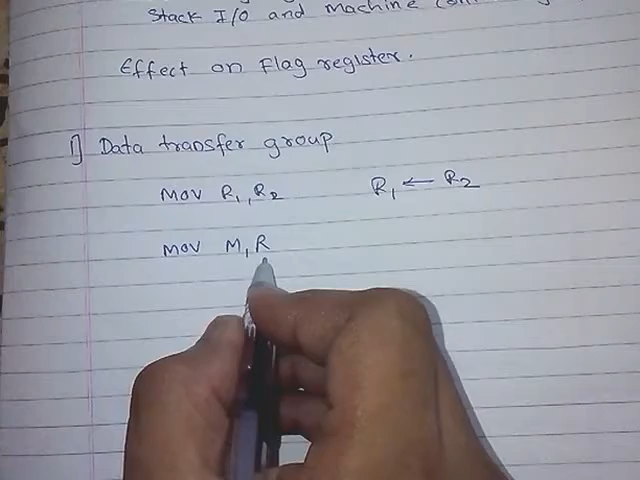 Stack I/O and Machine
Effect on Flag register.
1] Data transfer group
MOV R1,R2 R1 ← R2
MOV M,R